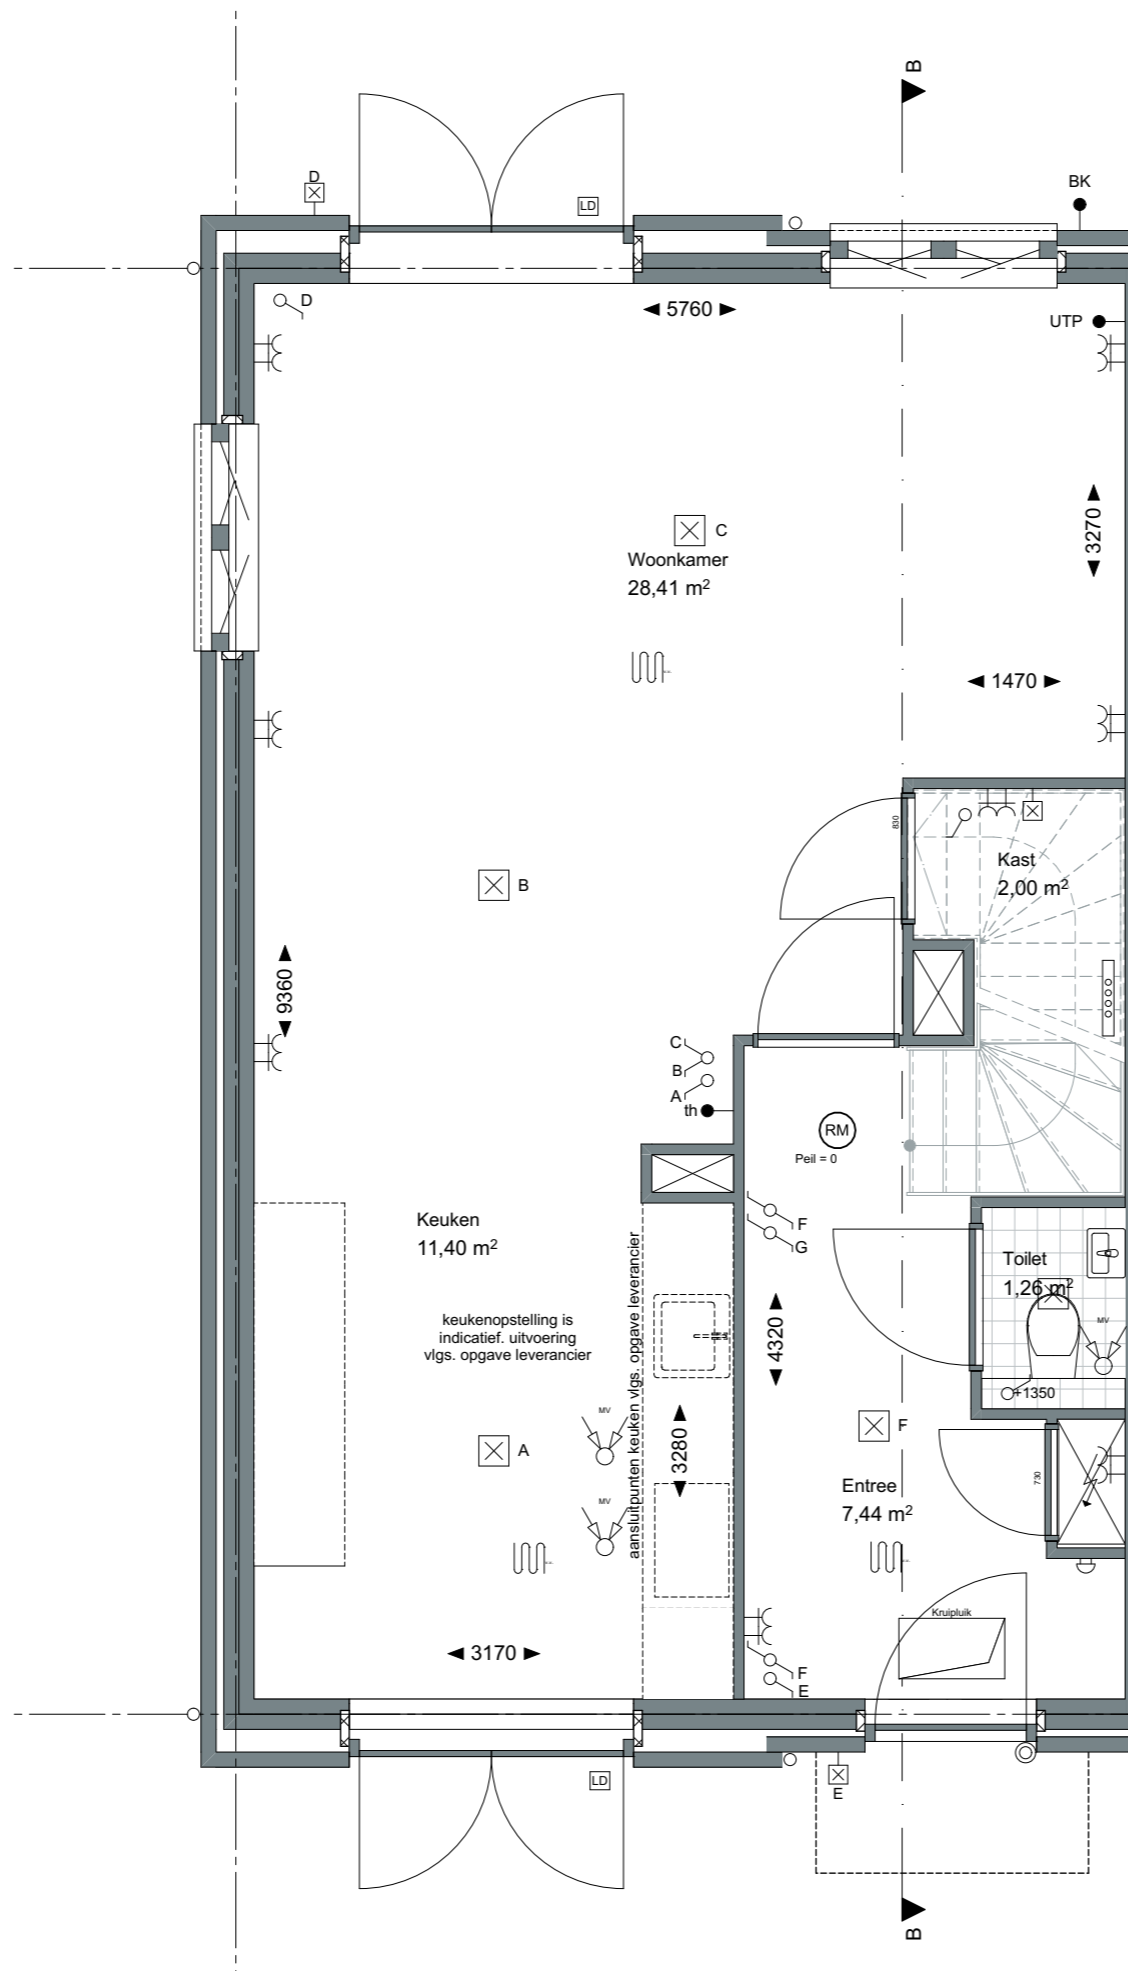 B
D
LD
BK
D
5760
UTP
C
Woonkamer
28,41 m²
3270
1470
830
Kast
2,00 m²
B
9360
C
B
A
th
RM
Peil = 0
F
G
Keuken
11,40 m²
Toilet
1,26 m²
MV
+1350
keukenopstelling is
indicatief. uitvoering
vlgs. opgave leverancier
aansluitpunten keuken vlgs. opgave leverancier
4320
3280
MV
A
F
730
Entree
7,44 m²
MV
Kruipluik
3170
F
E
LD
E
B